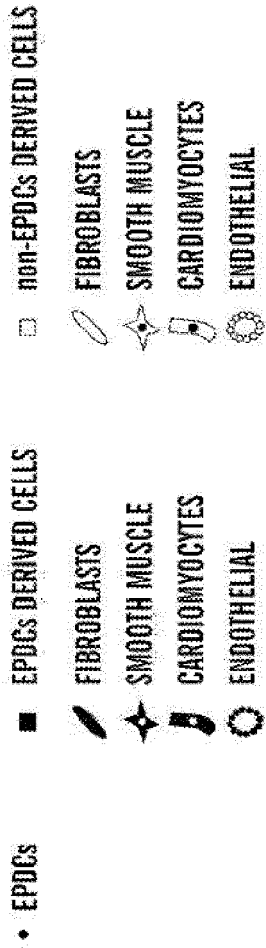 EPDCs
EPDCs DERIVED CELLS
FIBROBLASTS
SMOOTH MUSCLE
CARDIOMYOCYTES
ENDOTHELIAL
non-EPDCs DERIVED CELLS
FIBROBLASTS
SMOOTH MUSCLE
CARDIOMYOCYTES
ENDOTHELIAL